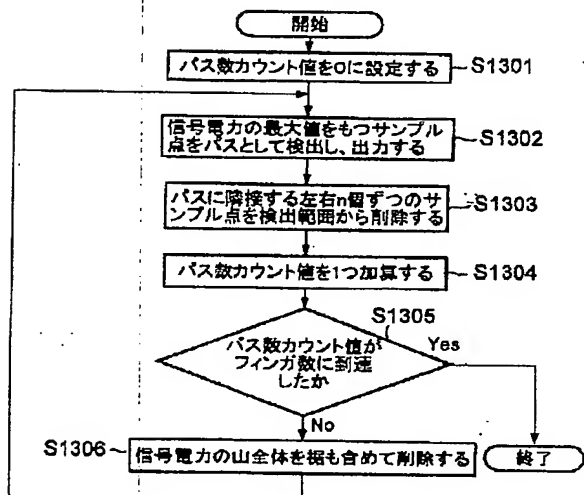 開始
パス数カウント値を0に設定する
S1301
信号電力の最大値をもつサンプル
点をパスとして検出し、出力する
S1302
パスに隣接する左右n個ずつのサ
ンプル点を検出範囲から削除する
S1303
パス数カウント値を1つ加算する
S1304
S1305
パス数カウント値が
フィンガ数に到達
したか
Yes
No
S1306
信号電力の山全体を裾も含めて削除する
終了